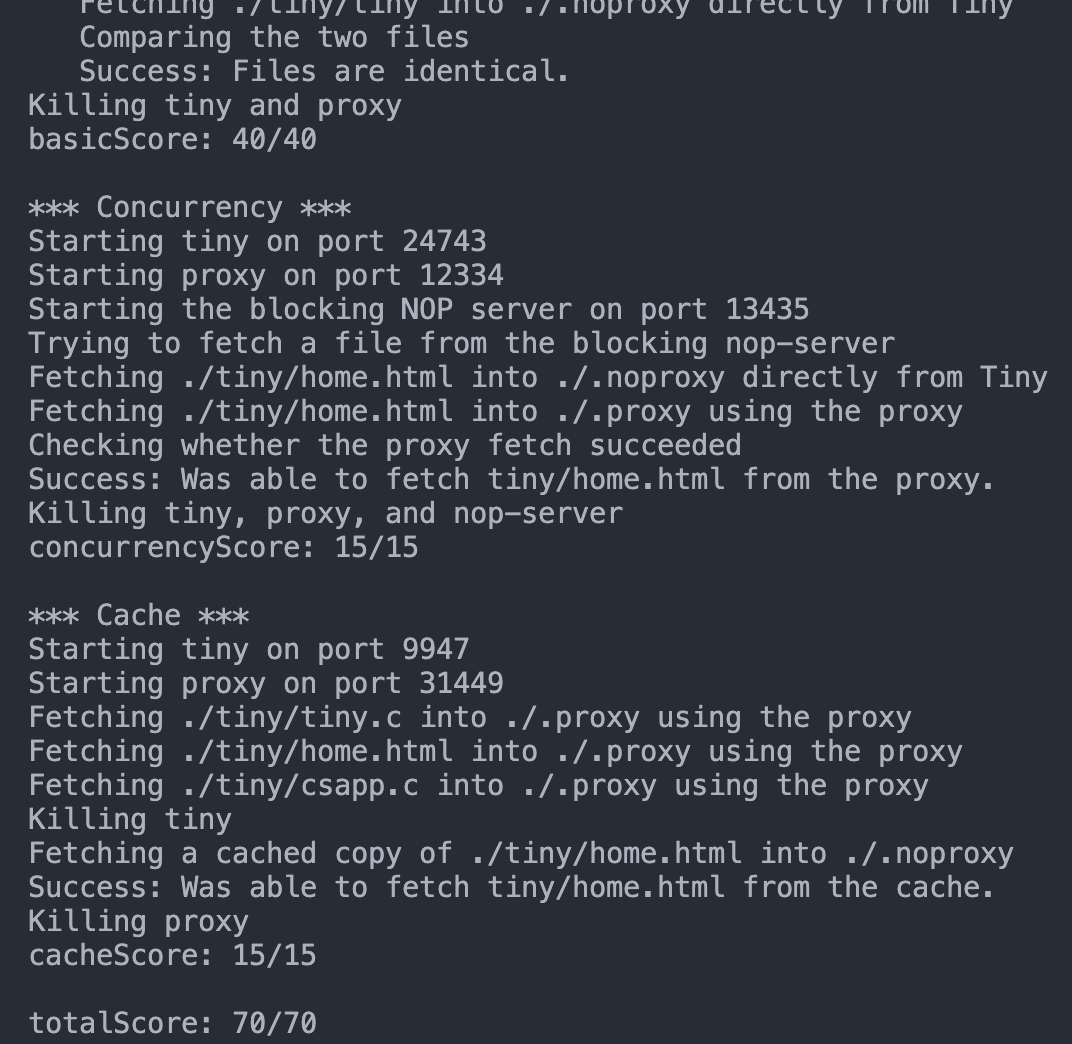 Fetching ./tiny/tiny into ./.noproxy directly from Tiny
Comparing the two files
Success: Files are identical.
Killing tiny and proxy
basicScore: 40/40
*** Concurrency ***
Starting tiny on port 24743
Starting proxy on port 12334
Starting the blocking NOP server on port 13435
Trying to fetch a file from the blocking nop-server
Fetching ./tiny/home.html into ./.noproxy directly from Tiny
Fetching ./tiny/home.html into ./.proxy using the proxy
Checking whether the proxy fetch succeeded
Success: Was able to fetch tiny/home.html from the proxy.
Killing tiny, proxy, and nop-server
concurrencyScore: 15/15
*** Cache ***
Starting tiny on port 9947
Starting proxy on port 31449
Fetching ./tiny/tiny.c into ./.proxy using the proxy
Fetching ./tiny/home.html into ./.proxy using the proxy
Fetching ./tiny/csapp.c into ./.proxy using the proxy
Killing tiny
Fetching a cached copy of ./tiny/home.html into ./.noproxy
Success: Was able to fetch tiny/home.html from the cache.
Killing proxy
cacheScore: 15/15
totalScore: 70/70